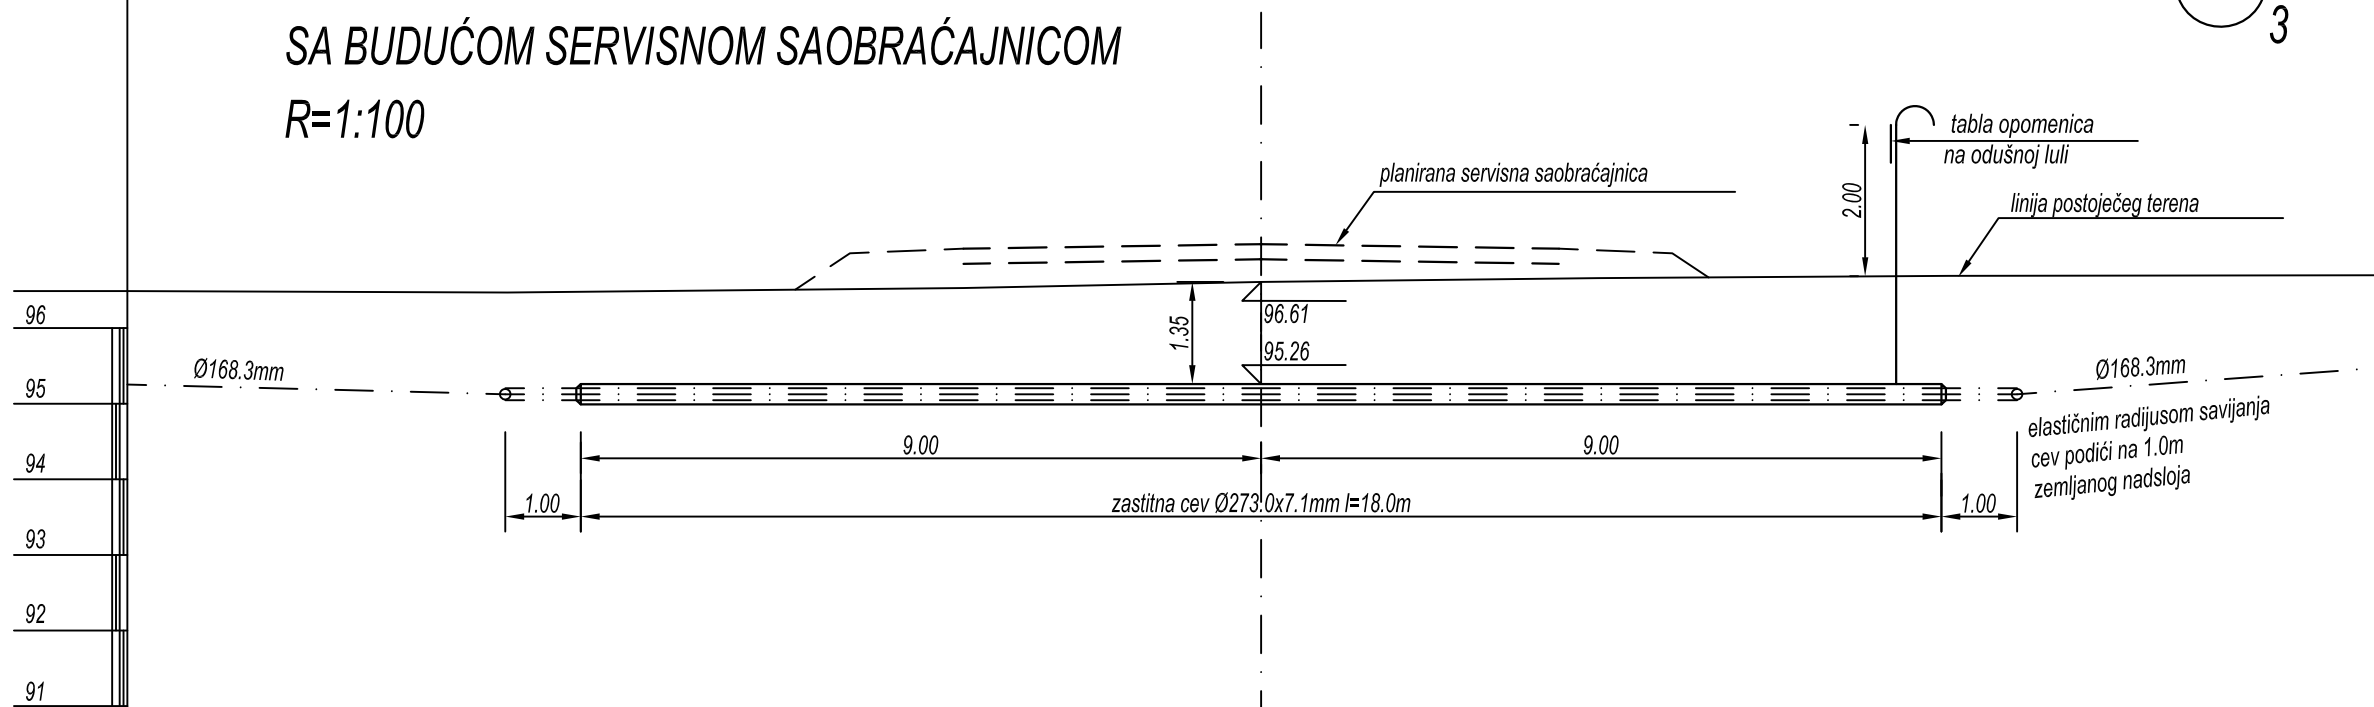 SA BUDUĆOM SERVISNOM SAOBRAĆAJNICOM
R=1:100
3
tabla opomenica
na odušnoj luli
planirana servisna saobraćajnica
2.00
linija postoječeg terena
96
96.61
1.35
95.26
Ø168.3mm
Ø168.3mm
95
elastičnim radijusom savijanja
cev podići na 1.0m
zemljanog nadsloja
9.00
9.00
94
1.00
zastitna cev Ø273.0x7.1mm l=18.0m
1.00
93
92
91